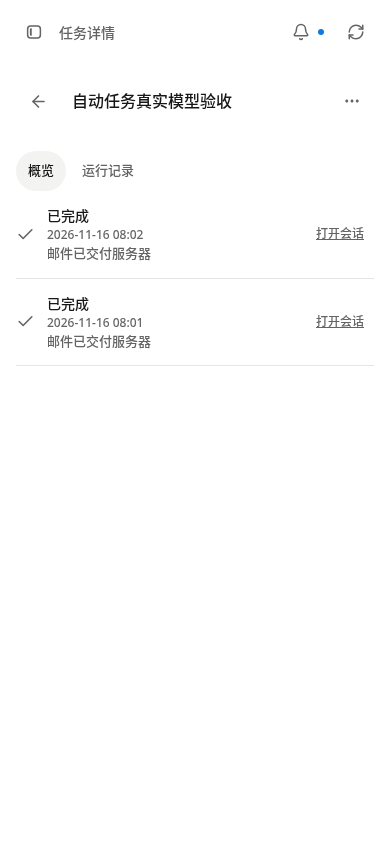 任务详情
自动任务真实模型验收
概览
运行记录
已完成
2026-11-16 08:02
邮件已交付服务器
打开会话
已完成
2026-11-16 08:01
邮件已交付服务器
打开会话